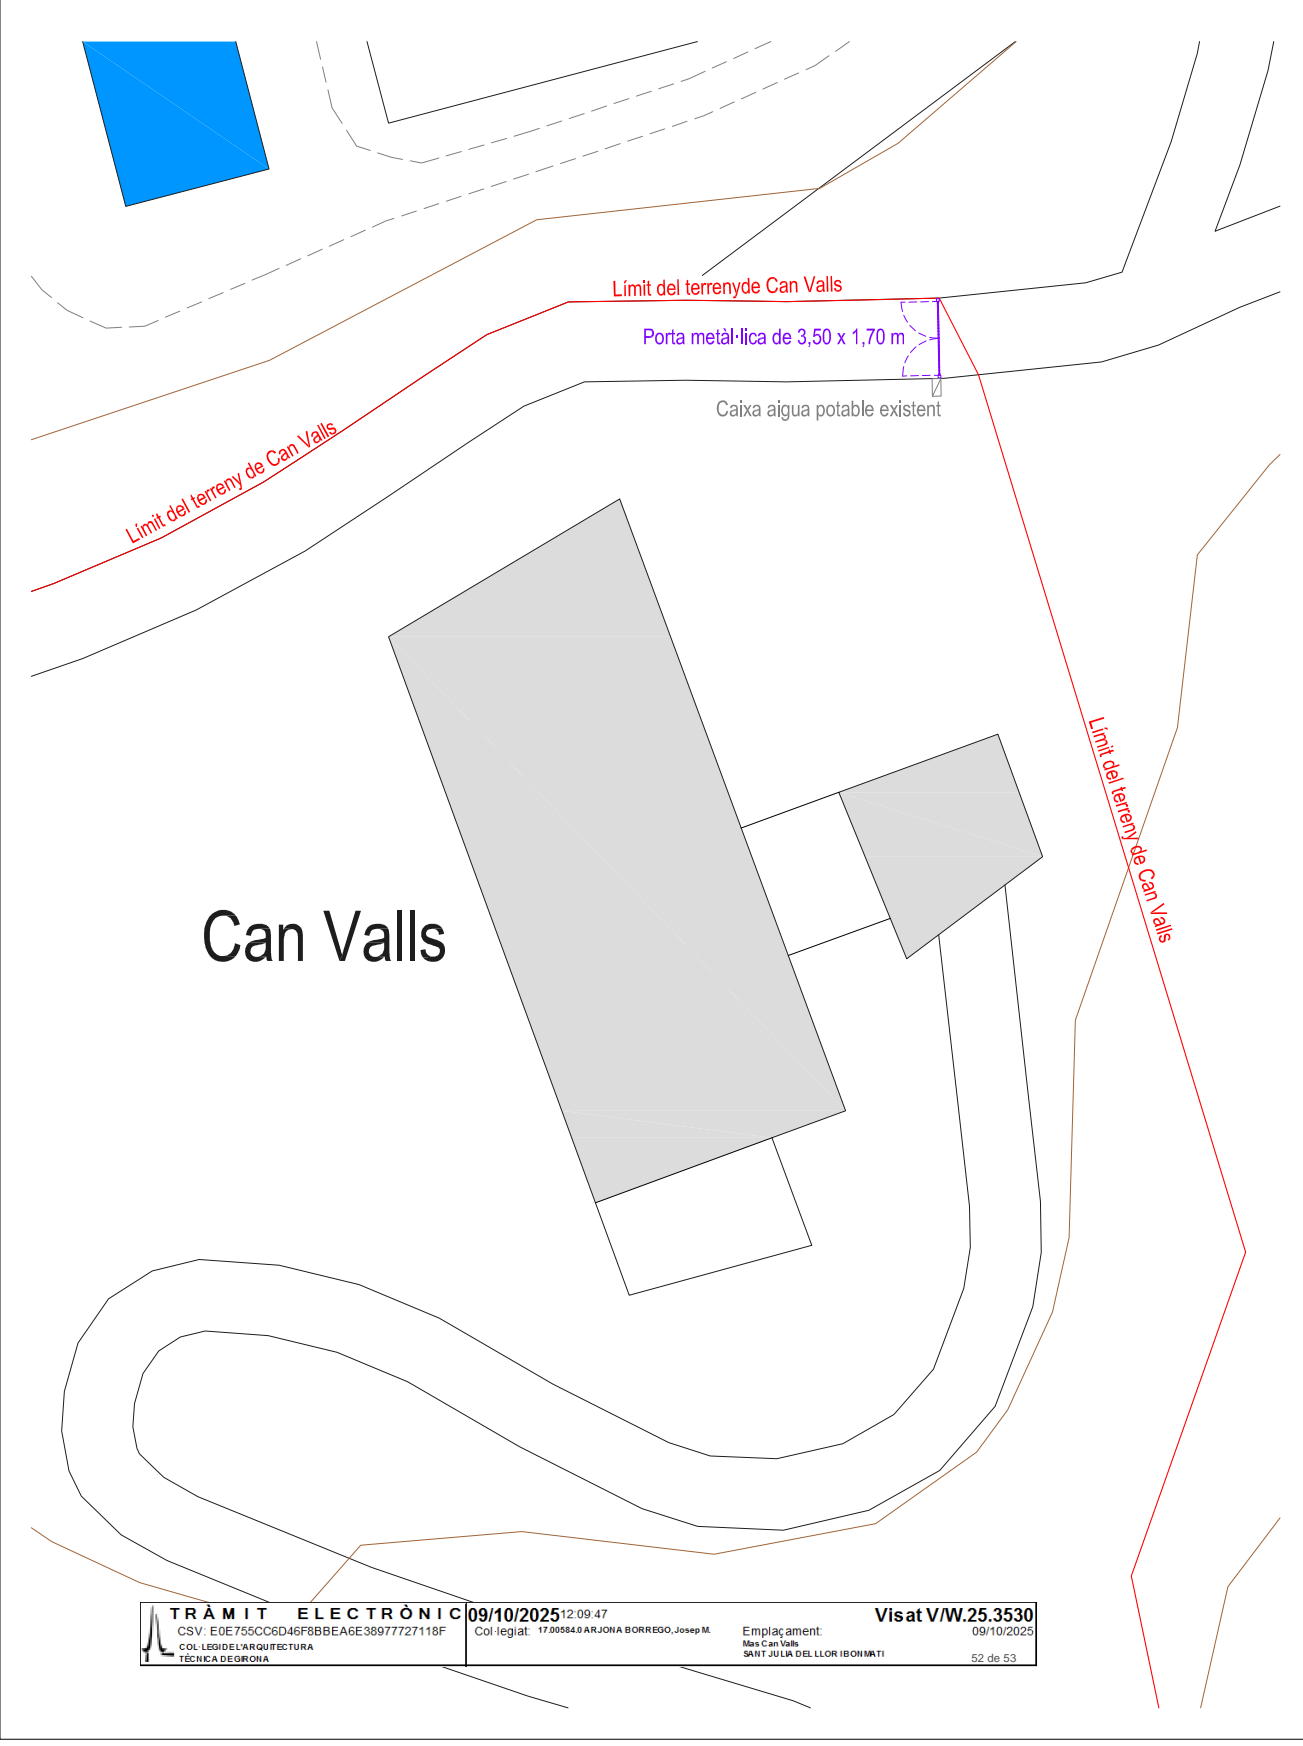 Límit del terrenyde Can Valls
Porta metàl·lica de 3,50 x 1,70 m
Caixa aigua potable existent
Límit del terreny de Can Valls
Límit del terreny de Can Valls
Can Valls
TRÀMIT ELECTRÒNIC
CSV: E0E755CC6D46F8BBEA6E38977727118F
COL·LEGI DE L'ARQUITECTURA
TÈCNICA DE GIRONA
09/10/2025 12:09:47
Col·legiat: 17.00584.0 ARJONA BORREGO, Josep M.
Emplaçament:
Mas Can Valls
SANT JULIA DEL LLOR I BONMATI
Visat V/W.25.3530
09/10/2025
52 de 53